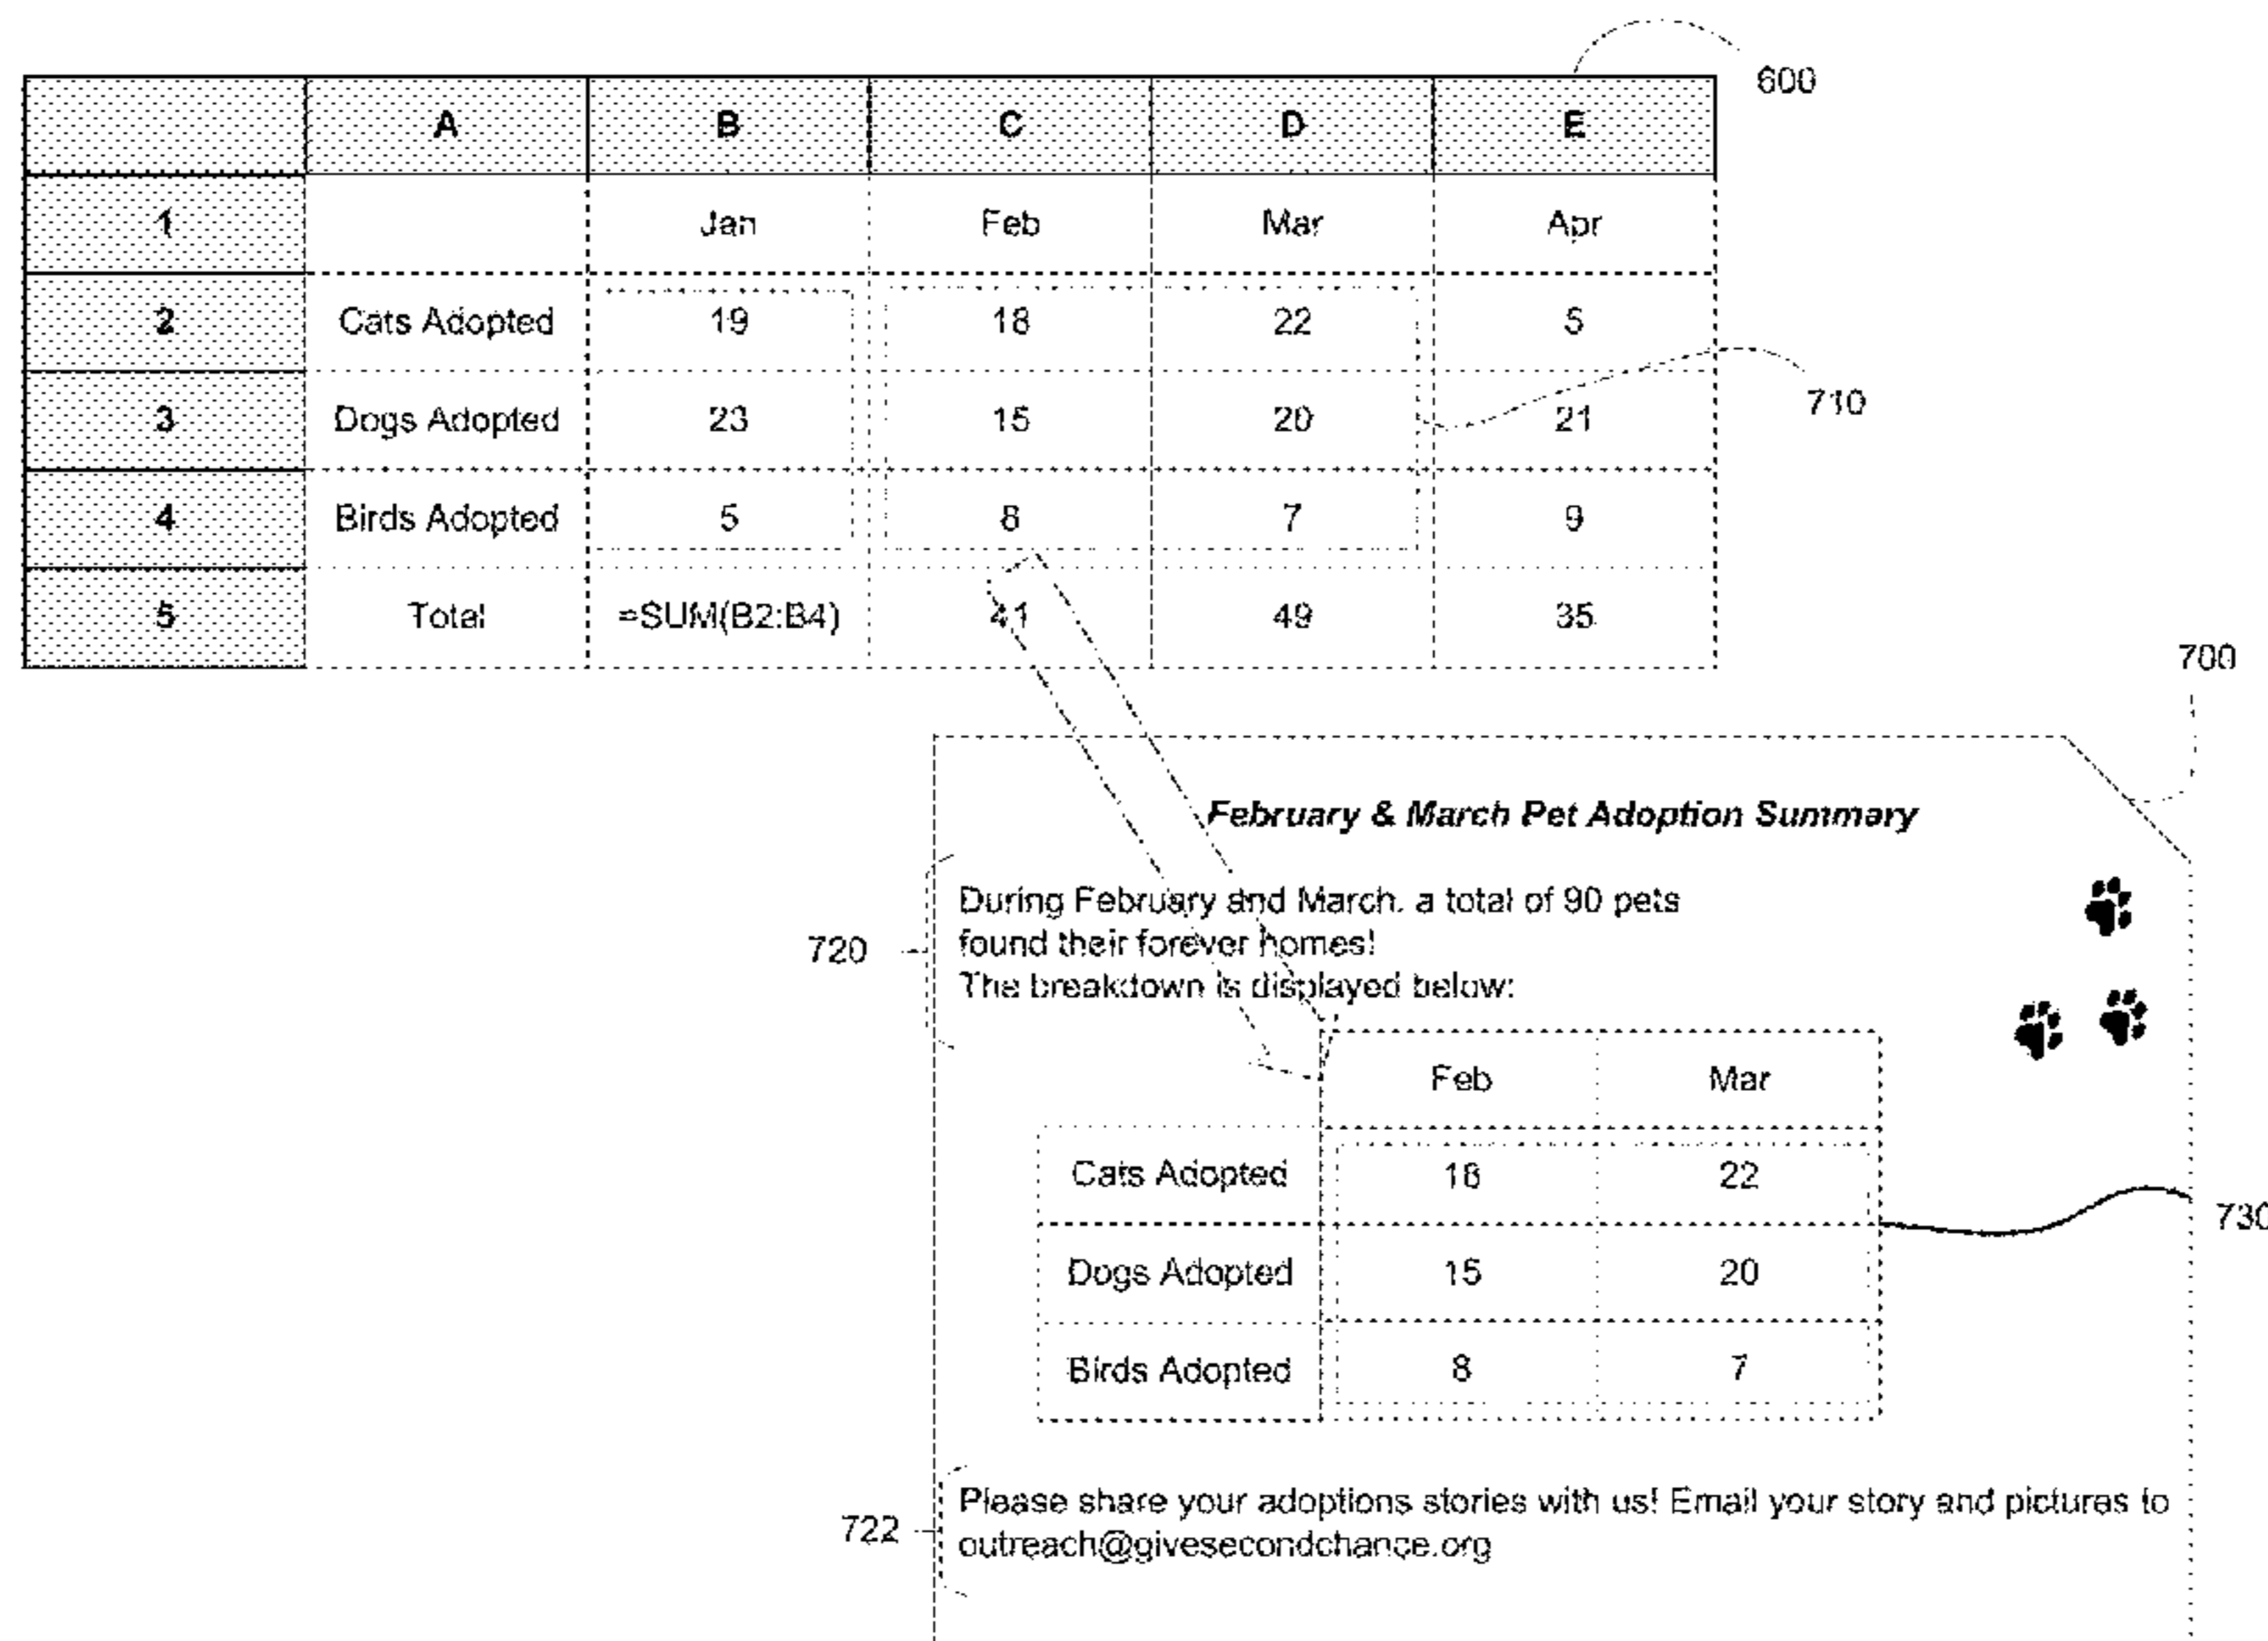 600
A B C D E
1 Jan Feb Mar Apr
2 Cats Adopted 19 18 22 5
3 Dogs Adopted 23 15 20 21
710
4 Birds Adopted 5 8 7 9
5 Total =SUM(B2:B4) 41 49 35
700
February & March Pet Adoption Summary
During February and March, a total of 90 pets
720 found their forever homes!
The breakdown is displayed below:
Feb Mar
Cats Adopted 18 22
730
Dogs Adopted 15 20
Birds Adopted 8 7
Please share your adoptions stories with us! Email your story and pictures to
722 outreach@givesecondchance.org